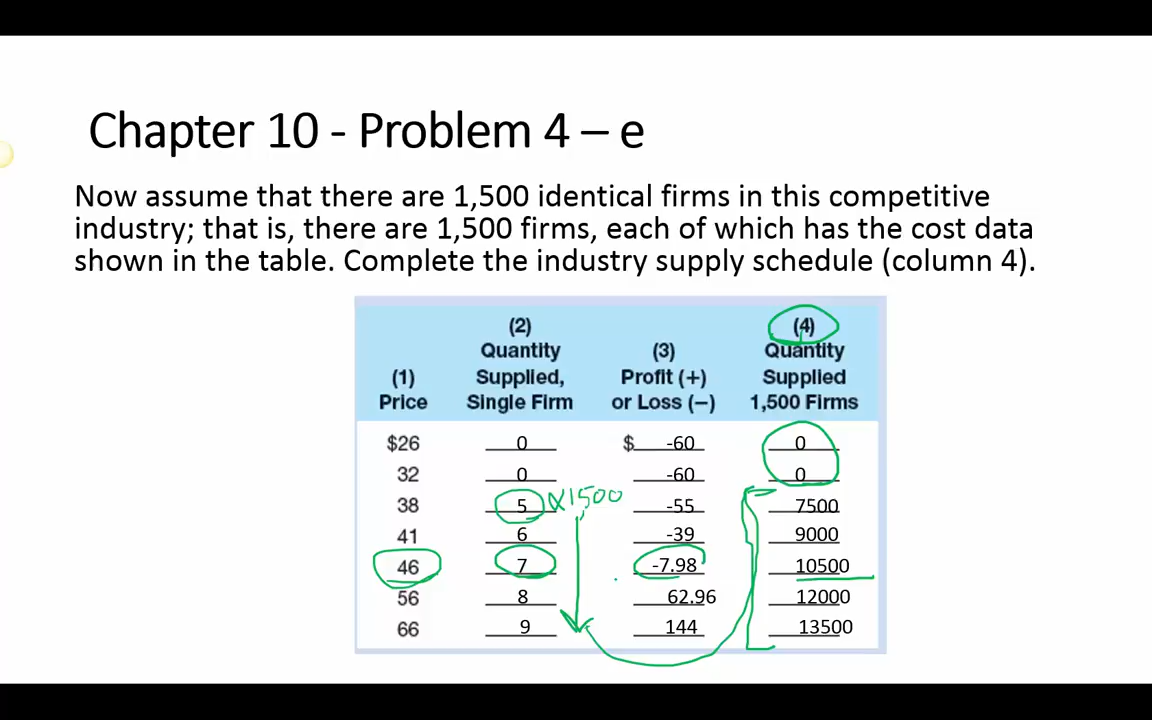 Chapter 10 - Problem 4 – e
Now assume that there are 1,500 identical firms in this competitive
industry; that is, there are 1,500 firms, each of which has the cost data
shown in the table. Complete the industry supply schedule (column 4).
(2) (4)
Quantity (3) Quantity
(1) Supplied, Profit (+) Supplied
Price Single Firm or Loss (−) 1,500 Firms
$26 0 $ -60 0
32 0 -60 0
38 5 x1500 -55 7500
41 6 -39 9000
46 7 -7.98 10500
56 8 62.96 12000
66 9 144 13500